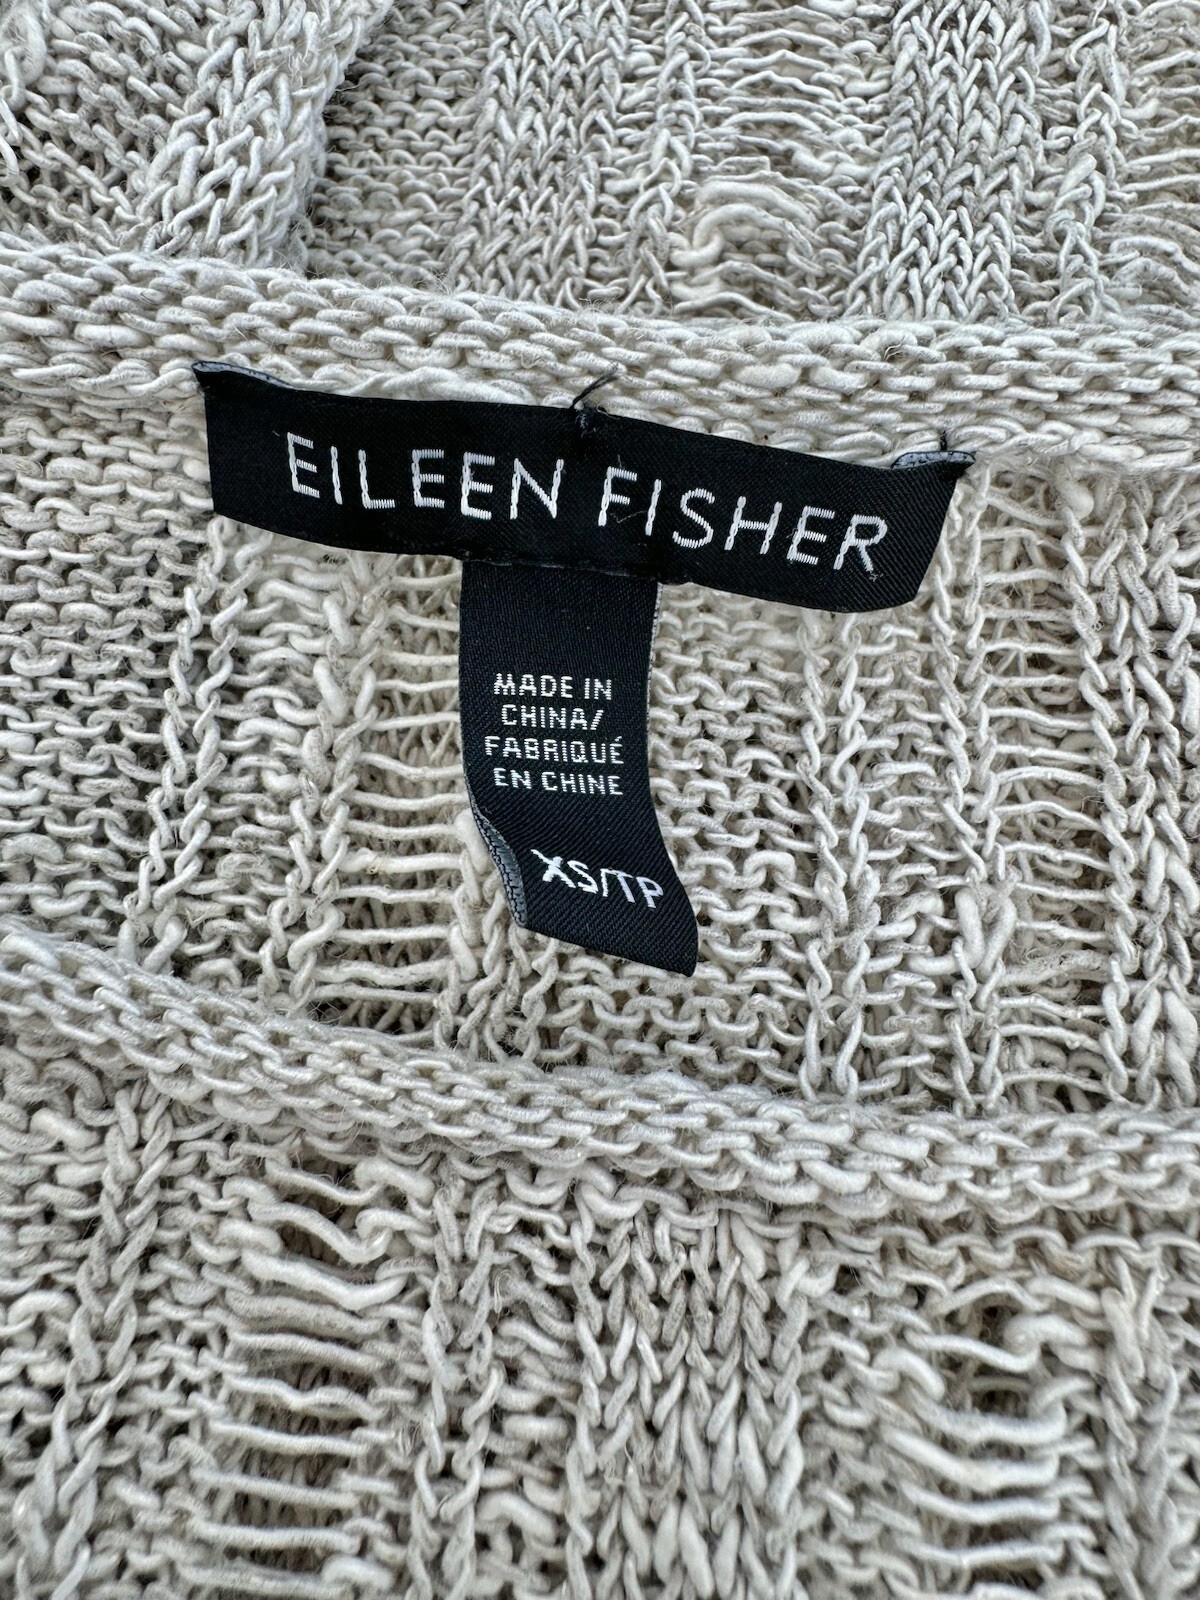 EILEEN FISHER
MADE IN
CHINA/
FABRIQUÉ
EN CHINE
XS/TP